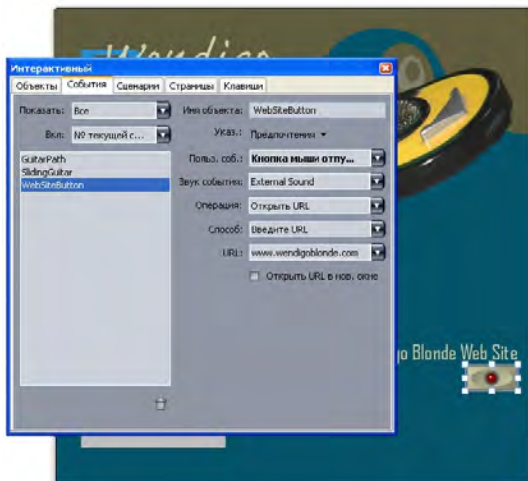 Wendigo
Интерактивный
Объекты События Сценарии Страницы Клавиши
Показать: Все
Имя объекта: WebSiteButton
Вкл: № текущей с...
Указ.: Предпочтения
GuitarPath
SlidingGuitar
WebSiteButton
Польз. соб.: Кнопка мыши отпу...
Звук события: External Sound
Операция: Открыть URL
Способ: Введите URL
URL: www.wendigoblonde.com
Открыть URL в нов. окне
go Blonde Web Site